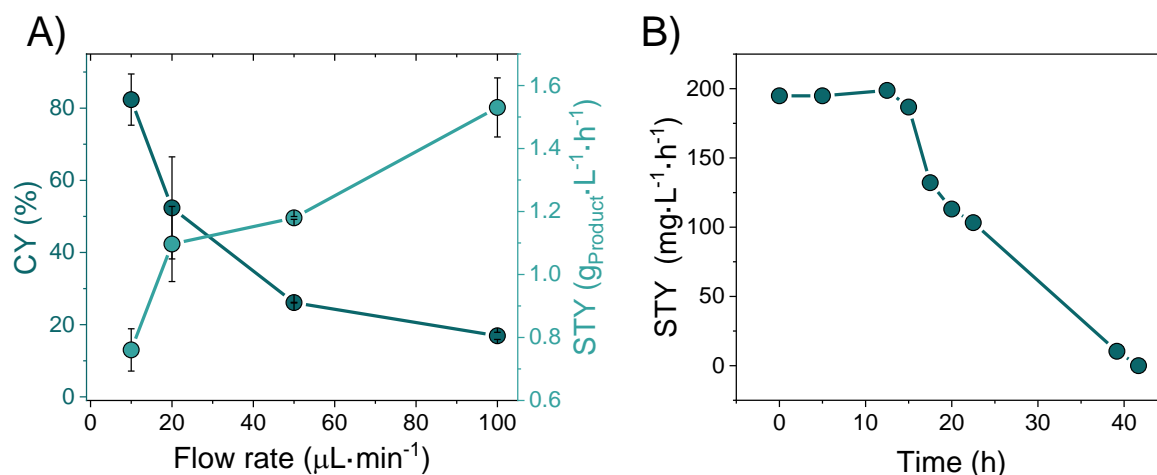 A)
CY (%)
80
60
40
20
0
0 20 40 60 80 100
Flow rate (μL·min⁻¹)
1.6
1.4
1.2
1.0
0.8
0.6
STY (g_Product·L⁻¹·h⁻¹)
B)
STY (mg·L⁻¹·h⁻¹)
200
150
100
50
0
0 10 20 30 40
Time (h)